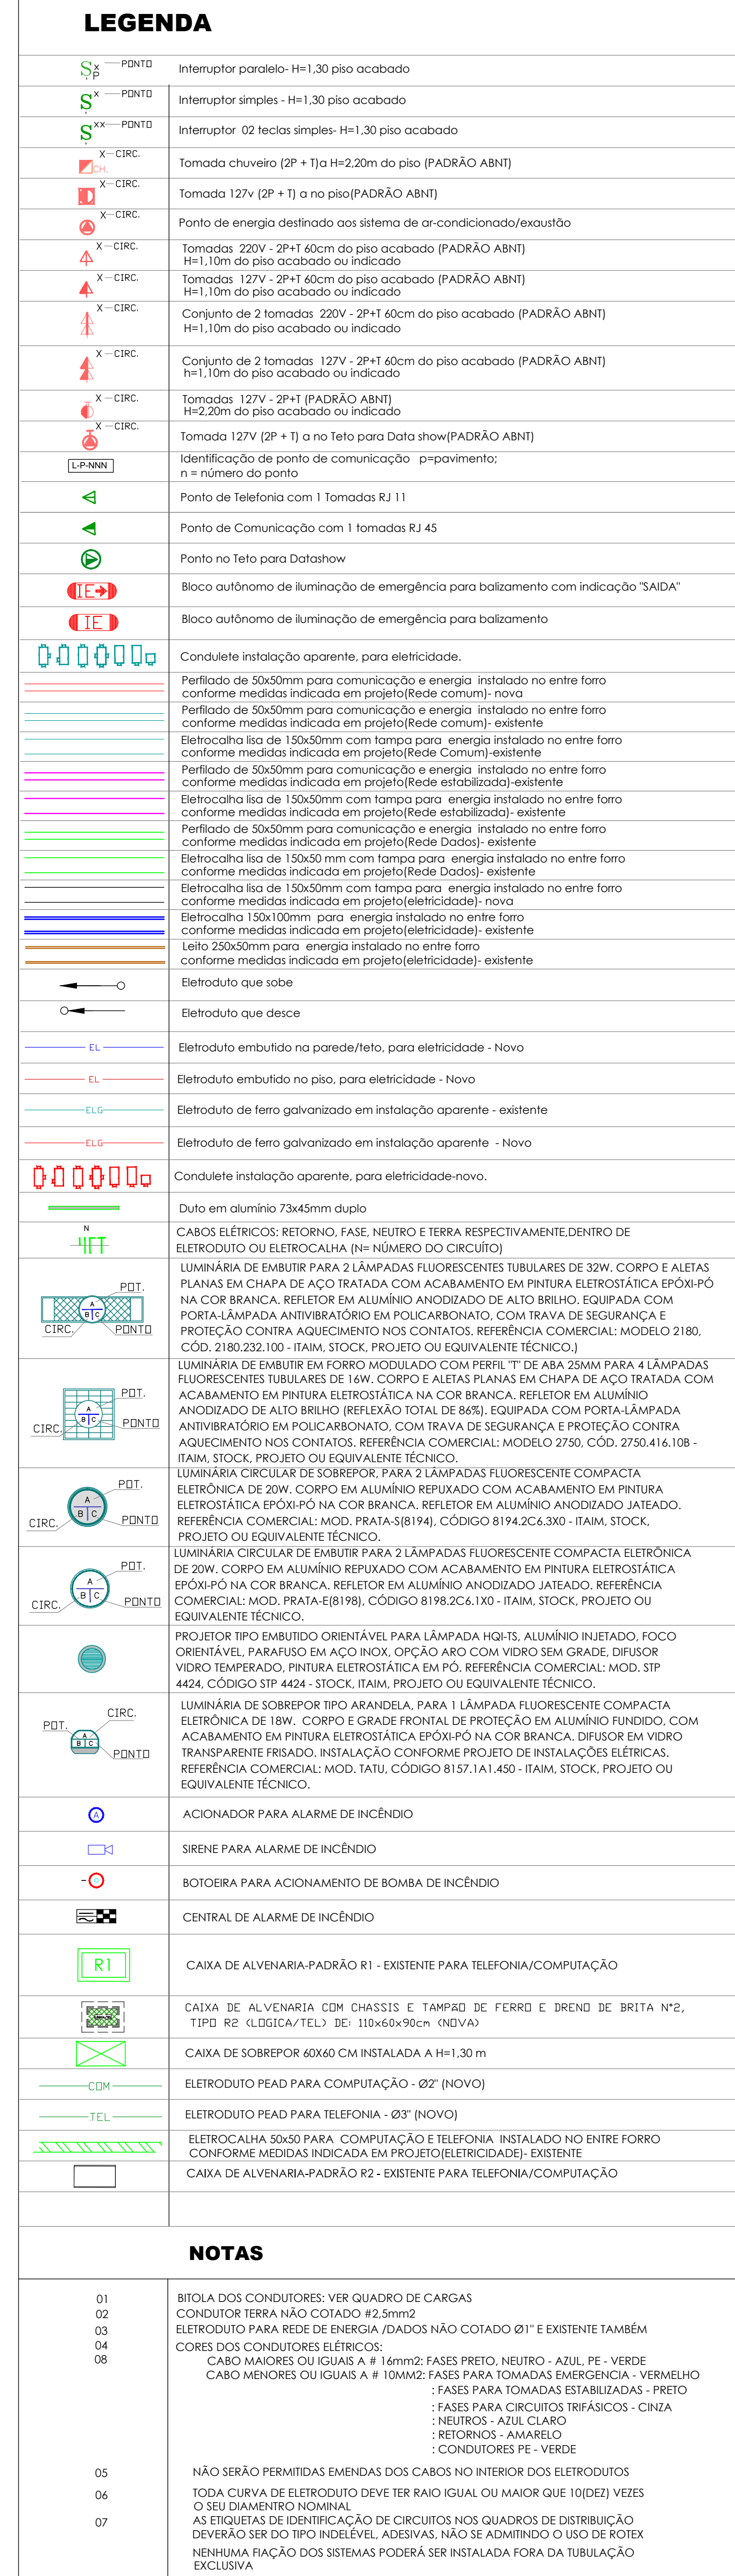 LEGENDA
S x PONTO
P
Interruptor paralelo- H=1,30 piso acabado
S x PONTO
Interruptor simples - H=1,30 piso acabado
S xx PONTO
Interruptor 02 teclas simples- H=1,30 piso acabado
X CIRC.
CH.
Tomada chuveiro (2P + T)a H=2,20m do piso (PADRÃO ABNT)
X CIRC.
Tomada 127v (2P + T) a no piso(PADRÃO ABNT)
X CIRC.
Ponto de energia destinado aos sistema de ar-condicionado/exaustão
X CIRC.
Tomadas 220V - 2P+T 60cm do piso acabado (PADRÃO ABNT)
H=1,10m do piso acabado ou indicado
X CIRC.
Tomadas 127V - 2P+T 60cm do piso acabado (PADRÃO ABNT)
H=1,10m do piso acabado ou indicado
X CIRC.
Conjunto de 2 tomadas 220V - 2P+T 60cm do piso acabado (PADRÃO ABNT)
H=1,10m do piso acabado ou indicado
X CIRC.
Conjunto de 2 tomadas 127V - 2P+T 60cm do piso acabado (PADRÃO ABNT)
h=1,10m do piso acabado ou indicado
X CIRC.
Tomadas 127V - 2P+T (PADRÃO ABNT)
H=2,20m do piso acabado ou indicado
X CIRC.
Tomada 127V (2P + T) a no Teto para Data show(PADRÃO ABNT)
L-P-NNN
Identificação de ponto de comunicação p=pavimento;
n = número do ponto
Ponto de Telefonia com 1 Tomadas RJ 11
Ponto de Comunicação com 1 tomadas RJ 45
Ponto no Teto para Datashow
IE
Bloco autônomo de iluminação de emergência para balizamento com indicação "SAIDA"
IE
Bloco autônomo de iluminação de emergência para balizamento
Condulete instalação aparente, para eletricidade.
Perfilado de 50x50mm para comunicação e energia instalado no entre forro
conforme medidas indicada em projeto(Rede comum)- nova
Perfilado de 50x50mm para comunicação e energia instalado no entre forro
conforme medidas indicada em projeto(Rede comum)- existente
Eletrocalha lisa de 150x50mm com tampa para energia instalado no entre forro
conforme medidas indicada em projeto(Rede Comum)-existente
Perfilado de 50x50mm para comunicação e energia instalado no entre forro
conforme medidas indicada em projeto(Rede estabilizada)-existente
Eletrocalha lisa de 150x50mm com tampa para energia instalado no entre forro
conforme medidas indicada em projeto(Rede estabilizada)- existente
Perfilado de 50x50mm para comunicação e energia instalado no entre forro
conforme medidas indicada em projeto(Rede Dados)- existente
Eletrocalha lisa de 150x50 mm com tampa para energia instalado no entre forro
conforme medidas indicada em projeto(Rede Dados)- existente
Eletrocalha lisa de 150x50mm com tampa para energia instalado no entre forro
conforme medidas indicada em projeto(eletricidade)- nova
Eletrocalha 150x100mm para energia instalado no entre forro
conforme medidas indicada em projeto(eletricidade)- existente
Leito 250x50mm para energia instalado no entre forro
conforme medidas indicada em projeto(eletricidade)- existente
Eletroduto que sobe
Eletroduto que desce
EL
Eletroduto embutido na parede/teto, para eletricidade - Novo
EL
Eletroduto embutido no piso, para eletricidade - Novo
ELG
Eletroduto de ferro galvanizado em instalação aparente - existente
ELG
Eletroduto de ferro galvanizado em instalação aparente - Novo
Condulete instalação aparente, para eletricidade-novo.
Duto em alumínio 73x45mm duplo
N
CABOS ELÉTRICOS: RETORNO, FASE, NEUTRO E TERRA RESPECTIVAMENTE,DENTRO DE
ELETRODUTO OU ELETROCALHA (N= NÚMERO DO CIRCUÍTO)
POT.
A
B C
CIRC. PONTO
LUMINÁRIA DE EMBUTIR PARA 2 LÂMPADAS FLUORESCENTES TUBULARES DE 32W. CORPO E ALETAS
PLANAS EM CHAPA DE AÇO TRATADA COM ACABAMENTO EM PINTURA ELETROSTÁTICA EPÓXI-PÓ
NA COR BRANCA. REFLETOR EM ALUMÍNIO ANODIZADO DE ALTO BRILHO. EQUIPADA COM
PORTA-LÂMPADA ANTIVIBRATÓRIO EM POLICARBONATO, COM TRAVA DE SEGURANÇA E
PROTEÇÃO CONTRA AQUECIMENTO NOS CONTATOS. REFERÊNCIA COMERCIAL: MODELO 2180,
CÓD. 2180.232.100 - ITAIM, STOCK, PROJETO OU EQUIVALENTE TÉCNICO.)
POT.
A
B C
CIRC. PONTO
LUMINÁRIA DE EMBUTIR EM FORRO MODULADO COM PERFIL "T" DE ABA 25MM PARA 4 LÂMPADAS
FLUORESCENTES TUBULARES DE 16W. CORPO E ALETAS PLANAS EM CHAPA DE AÇO TRATADA COM
ACABAMENTO EM PINTURA ELETROSTÁTICA NA COR BRANCA. REFLETOR EM ALUMÍNIO
ANODIZADO DE ALTO BRILHO (REFLEXÃO TOTAL DE 86%). EQUIPADA COM PORTA-LÂMPADA
ANTIVIBRATÓRIO EM POLICARBONATO, COM TRAVA DE SEGURANÇA E PROTEÇÃO CONTRA
AQUECIMENTO NOS CONTATOS. REFERÊNCIA COMERCIAL: MODELO 2750, CÓD. 2750.416.10B -
ITAIM, STOCK, PROJETO OU EQUIVALENTE TÉCNICO.
POT.
A
B C
CIRC. PONTO
LUMINÁRIA CIRCULAR DE SOBREPOR, PARA 2 LÂMPADAS FLUORESCENTE COMPACTA
ELETRÔNICA DE 20W. CORPO EM ALUMÍNIO REPUXADO COM ACABAMENTO EM PINTURA
ELETROSTÁTICA EPÓXI-PÓ NA COR BRANCA. REFLETOR EM ALUMÍNIO ANODIZADO JATEADO.
REFERÊNCIA COMERCIAL: MOD. PRATA-S(8194), CÓDIGO 8194.2C6.3X0 - ITAIM, STOCK,
PROJETO OU EQUIVALENTE TÉCNICO.
POT.
A
B C
CIRC. PONTO
LUMINÁRIA CIRCULAR DE EMBUTIR PARA 2 LÂMPADAS FLUORESCENTE COMPACTA ELETRÔNICA
DE 20W. CORPO EM ALUMÍNIO REPUXADO COM ACABAMENTO EM PINTURA ELETROSTÁTICA
EPÓXI-PÓ NA COR BRANCA. REFLETOR EM ALUMÍNIO ANODIZADO JATEADO. REFERÊNCIA
COMERCIAL: MOD. PRATA-E(8198), CÓDIGO 8198.2C6.1X0 - ITAIM, STOCK, PROJETO OU
EQUIVALENTE TÉCNICO.
PROJETOR TIPO EMBUTIDO ORIENTÁVEL PARA LÂMPADA HQI-TS, ALUMÍNIO INJETADO, FOCO
ORIENTÁVEL, PARAFUSO EM AÇO INOX, OPÇÃO ARO COM VIDRO SEM GRADE, DIFUSOR
VIDRO TEMPERADO, PINTURA ELETROSTÁTICA EM PÓ. REFERÊNCIA COMERCIAL: MOD. STP
4424, CÓDIGO STP 4424 - STOCK, ITAIM, PROJETO OU EQUIVALENTE TÉCNICO.
CIRC.
POT.
A
B C
PONTO
LUMINÁRIA DE SOBREPOR TIPO ARANDELA, PARA 1 LÂMPADA FLUORESCENTE COMPACTA
ELETRÔNICA DE 18W. CORPO E GRADE FRONTAL DE PROTEÇÃO EM ALUMÍNIO FUNDIDO, COM
ACABAMENTO EM PINTURA ELETROSTÁTICA EPÓXI-PÓ NA COR BRANCA. DIFUSOR EM VIDRO
TRANSPARENTE FRISADO. INSTALAÇÃO CONFORME PROJETO DE INSTALAÇÕES ELÉTRICAS.
REFERÊNCIA COMERCIAL: MOD. TATU, CÓDIGO 8157.1A1.450 - ITAIM, STOCK, PROJETO OU
EQUIVALENTE TÉCNICO.
A
ACIONADOR PARA ALARME DE INCÊNDIO
SIRENE PARA ALARME DE INCÊNDIO
BOTOEIRA PARA ACIONAMENTO DE BOMBA DE INCÊNDIO
CENTRAL DE ALARME DE INCÊNDIO
R1
CAIXA DE ALVENARIA-PADRÃO R1 - EXISTENTE PARA TELEFONIA/COMPUTAÇÃO
CAIXA DE ALVENARIA COM CHASSIS E TAMPÃO DE FERRO E DRENO DE BRITA N°2,
TIPO R2 (LOGICA/TEL) DE: 110x60x90cm (NOVA)
CAIXA DE SOBREPOR 60X60 CM INSTALADA A H=1,30 m
COM
ELETRODUTO PEAD PARA COMPUTAÇÃO - Ø2" (NOVO)
TEL
ELETRODUTO PEAD PARA TELEFONIA - Ø3" (NOVO)
ELETROCALHA 50x50 PARA COMPUTAÇÃO E TELEFONIA INSTALADO NO ENTRE FORRO
CONFORME MEDIDAS INDICADA EM PROJETO(ELETRICIDADE)- EXISTENTE
CAIXA DE ALVENARIA-PADRÃO R2 - EXISTENTE PARA TELEFONIA/COMPUTAÇÃO
NOTAS
01 BITOLA DOS CONDUTORES: VER QUADRO DE CARGAS
02 CONDUTOR TERRA NÃO COTADO #2,5mm2
03 ELETRODUTO PARA REDE DE ENERGIA /DADOS NÃO COTADO Ø1" E EXISTENTE TAMBÉM
04 CORES DOS CONDUTORES ELÉTRICOS:
08 CABO MAIORES OU IGUAIS A # 16mm2: FASES PRETO, NEUTRO - AZUL, PE - VERDE
CABO MENORES OU IGUAIS A # 10MM2: FASES PARA TOMADAS EMERGENCIA - VERMELHO
: FASES PARA TOMADAS ESTABILIZADAS - PRETO
: FASES PARA CIRCUITOS TRIFÁSICOS - CINZA
: NEUTROS - AZUL CLARO
: RETORNOS - AMARELO
: CONDUTORES PE - VERDE
05 NÃO SERÃO PERMITIDAS EMENDAS DOS CABOS NO INTERIOR DOS ELETRODUTOS
06 TODA CURVA DE ELETRODUTO DEVE TER RAIO IGUAL OU MAIOR QUE 10(DEZ) VEZES
O SEU DIAMENTRO NOMINAL
07 AS ETIQUETAS DE IDENTIFICAÇÃO DE CIRCUITOS NOS QUADROS DE DISTRIBUIÇÃO
DEVERÃO SER DO TIPO INDELÉVEL, ADESIVAS, NÃO SE ADMITINDO O USO DE ROTEX
NENHUMA FIAÇÃO DOS SISTEMAS PODERÁ SER INSTALADA FORA DA TUBULAÇÃO
EXCLUSIVA